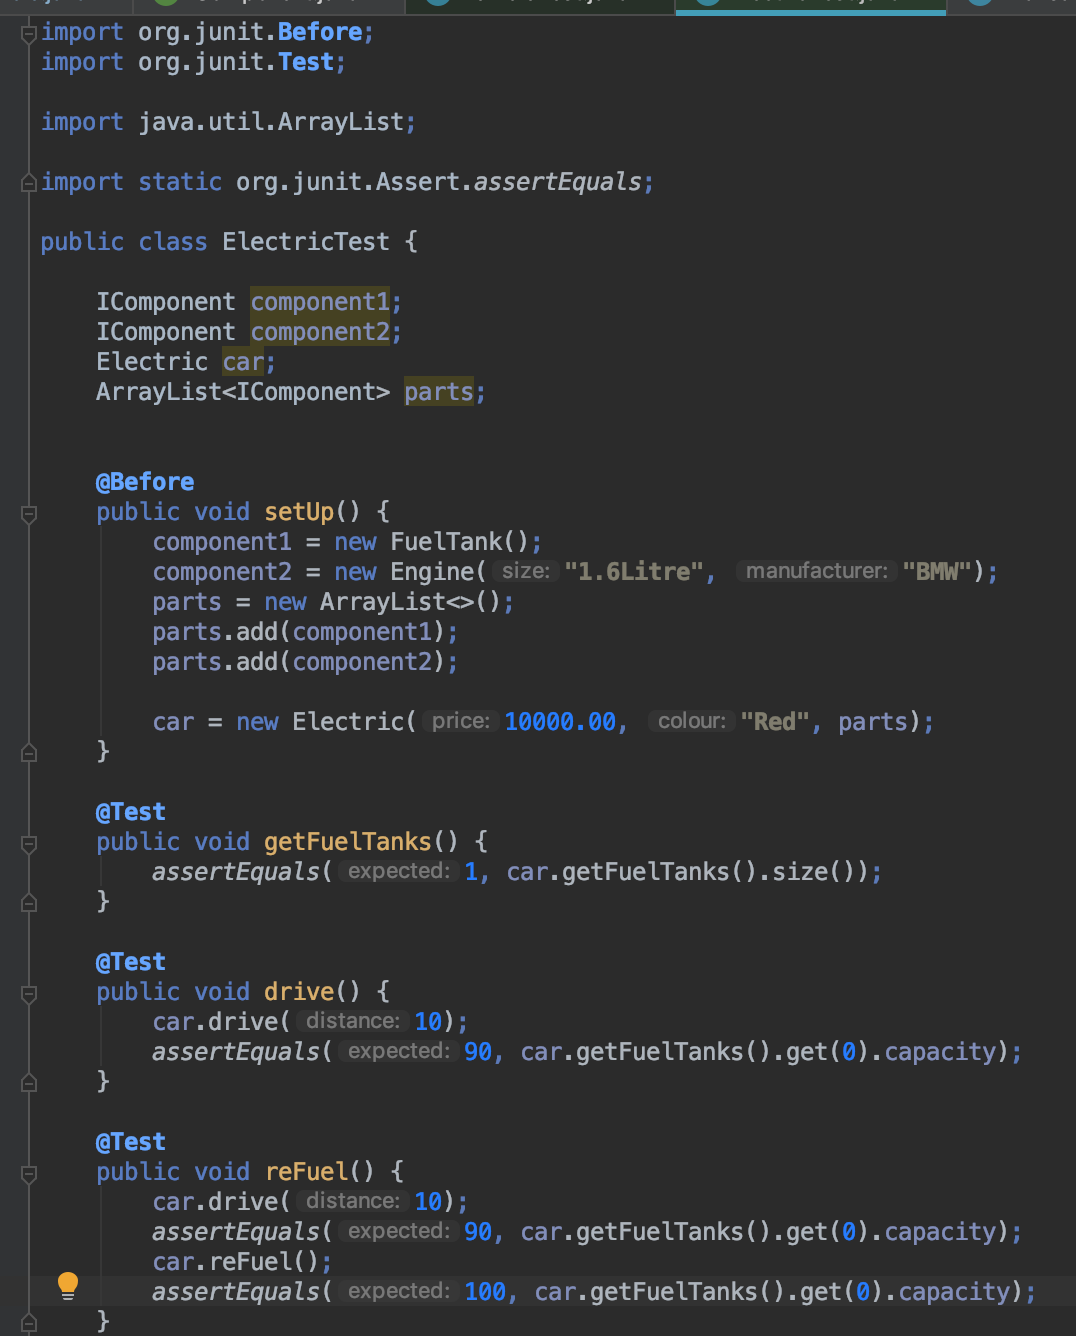 import org.junit.Before;
import org.junit.Test;
import java.util.ArrayList;
import static org.junit.Assert.assertEquals;
public class ElectricTest {
IComponent component1;
IComponent component2;
Electric car;
ArrayList<IComponent> parts;
@Before
public void setUp() {
component1 = new FuelTank();
component2 = new Engine( size: "1.6Litre", manufacturer: "BMW");
parts = new ArrayList<>();
parts.add(component1);
parts.add(component2);
car = new Electric( price: 10000.00, colour: "Red", parts);
}
@Test
public void getFuelTanks() {
assertEquals( expected: 1, car.getFuelTanks().size());
}
@Test
public void drive() {
car.drive( distance: 10);
assertEquals( expected: 90, car.getFuelTanks().get(0).capacity);
}
@Test
public void reFuel() {
car.drive( distance: 10);
assertEquals( expected: 90, car.getFuelTanks().get(0).capacity);
car.reFuel();
assertEquals( expected: 100, car.getFuelTanks().get(0).capacity);
}